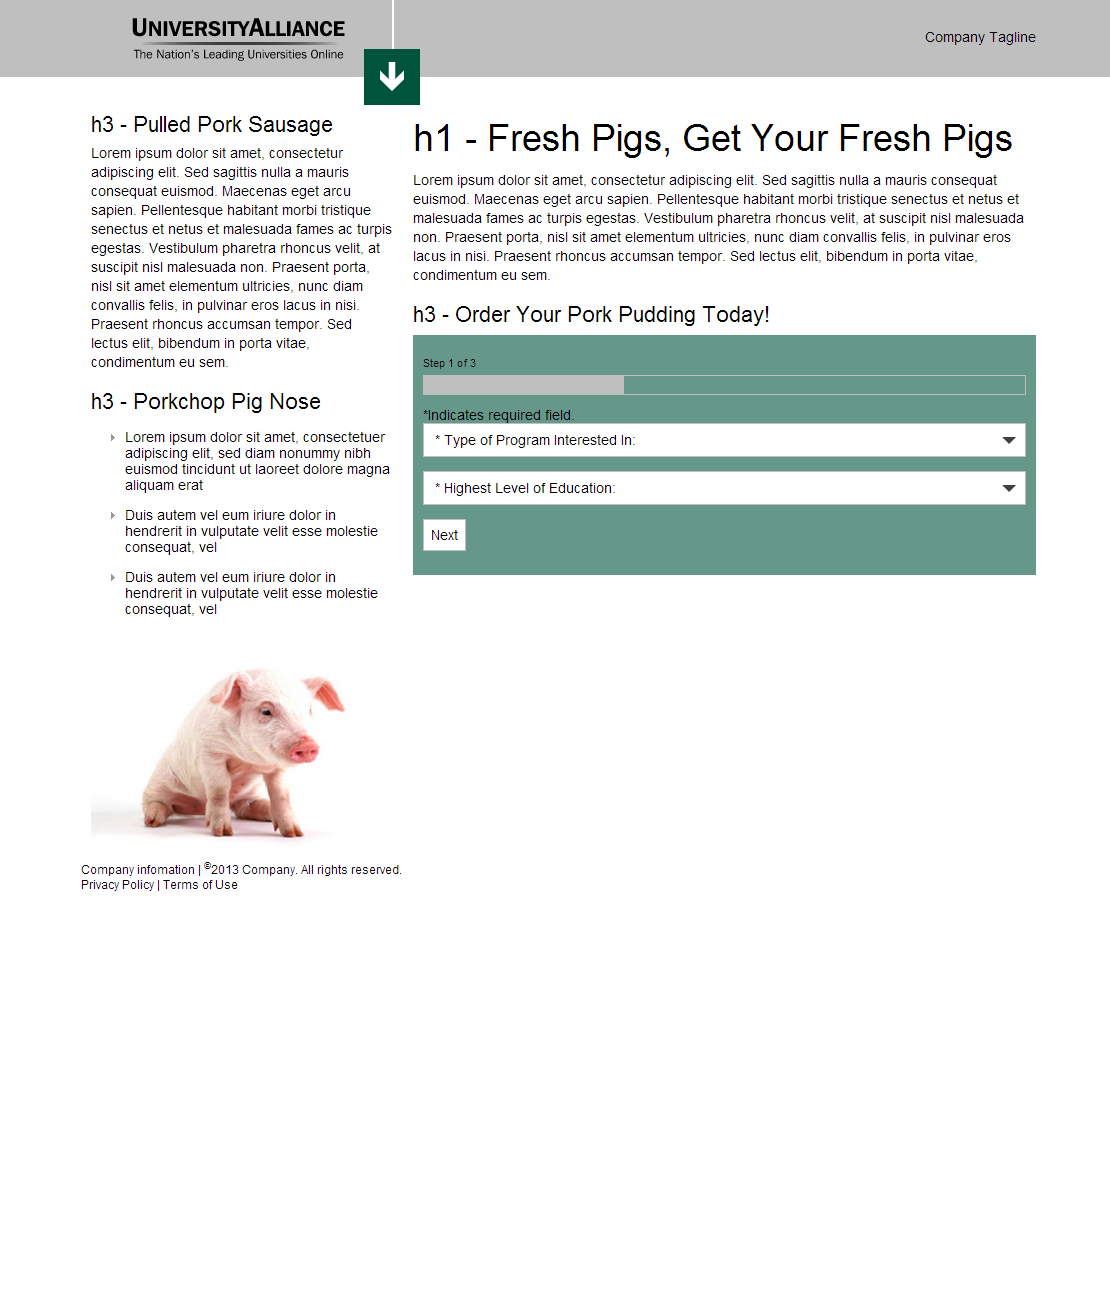 UNIVERSITYALLIANCE
The Nation's Leading Universities Online
Company Tagline
h3 - Pulled Pork Sausage
Lorem ipsum dolor sit amet, consectetur
adipiscing elit. Sed sagittis nulla a mauris
consequat euismod. Maecenas eget arcu
sapien. Pellentesque habitant morbi tristique
senectus et netus et malesuada fames ac turpis
egestas. Vestibulum pharetra rhoncus velit, at
suscipit nisl malesuada non. Praesent porta,
nisl sit amet elementum ultricies, nunc diam
convallis felis, in pulvinar eros lacus in nisi.
Praesent rhoncus accumsan tempor. Sed
lectus elit, bibendum in porta vitae,
condimentum eu sem.
h3 - Porkchop Pig Nose
Lorem ipsum dolor sit amet, consectetuer
adipiscing elit, sed diam nonummy nibh
euismod tincidunt ut laoreet dolore magna
aliquam erat
Duis autem vel eum iriure dolor in
hendrerit in vulputate velit esse molestie
consequat, vel
Duis autem vel eum iriure dolor in
hendrerit in vulputate velit esse molestie
consequat, vel
h1 - Fresh Pigs, Get Your Fresh Pigs
Lorem ipsum dolor sit amet, consectetur adipiscing elit. Sed sagittis nulla a mauris consequat
euismod. Maecenas eget arcu sapien. Pellentesque habitant morbi tristique senectus et netus et
malesuada fames ac turpis egestas. Vestibulum pharetra rhoncus velit, at suscipit nisl malesuada
non. Praesent porta, nisl sit amet elementum ultricies, nunc diam convallis felis, in pulvinar eros
lacus in nisi. Praesent rhoncus accumsan tempor. Sed lectus elit, bibendum in porta vitae,
condimentum eu sem.
h3 - Order Your Pork Pudding Today!
Step 1 of 3
*Indicates required field.
* Type of Program Interested In:
* Highest Level of Education:
Next
Company infomation | ©2013 Company. All rights reserved.
Privacy Policy | Terms of Use